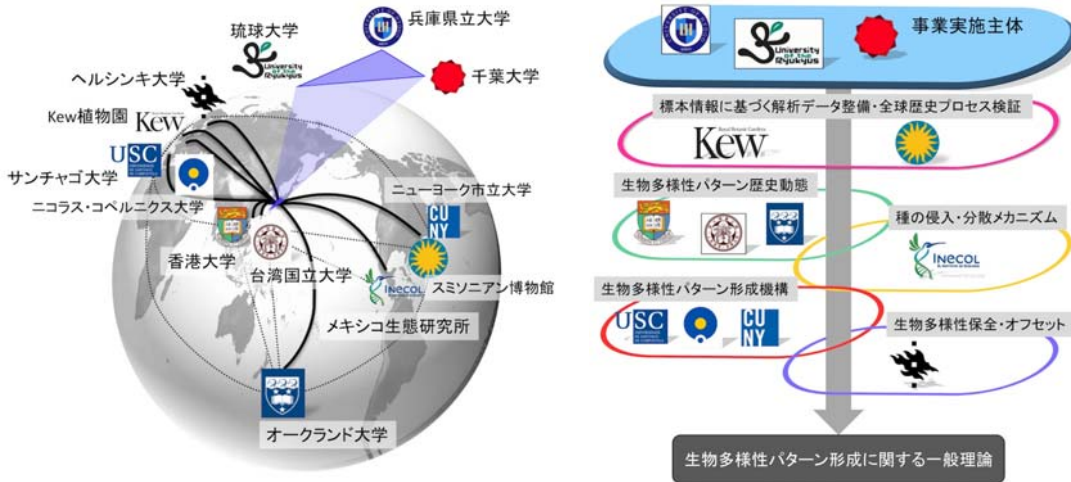 兵庫県立大学
琉球大学
University
of the
Ryukyus
千葉大学
ヘルシンキ大学
Kew植物園
Kew
USC
サンチャゴ大学
ニコラス・コペルニクス大学
ニューヨーク市立大学
CU
NY
香港大学
台湾国立大学
INECOL
スミソニアン博物館
メキシコ生態研究所
オークランド大学
事業実施主体
University
of the
Ryukyus
標本情報に基づく解析データ整備・全球歴史プロセス検証
Royal Botanic Gardens
Kew
生物多様性パターン歴史動態
種の侵入・分散メカニズム
INECOL
生物多様性パターン形成機構
USC
CU
NY
生物多様性保全・オフセット
生物多様性パターン形成に関する一般理論